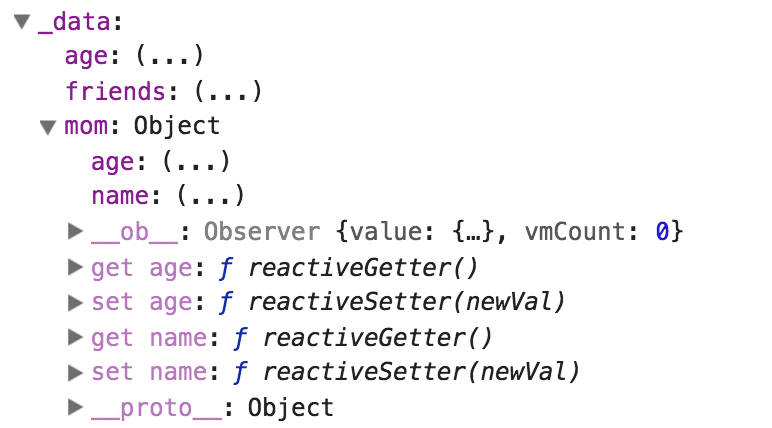 ▼ _data:
age: (...)
friends: (...)
▼ mom: Object
age: (...)
name: (...)
▶ __ob__: Observer {value: {…}, vmCount: 0}
▶ get age: ƒ reactiveGetter()
▶ set age: ƒ reactiveSetter(newVal)
▶ get name: ƒ reactiveGetter()
▶ set name: ƒ reactiveSetter(newVal)
▶ __proto__: Object